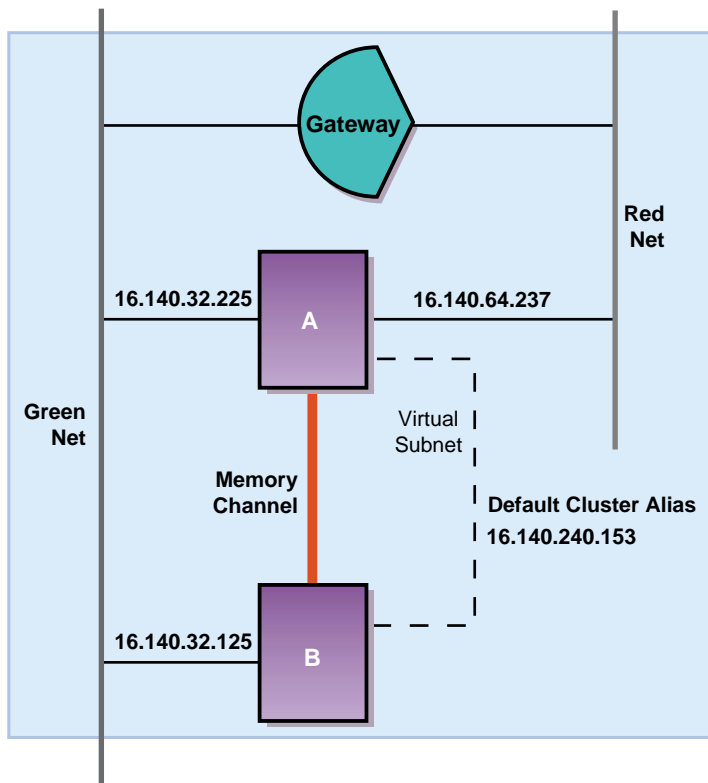 Gateway
Red
Net
16.140.32.225
A
16.140.64.237
Green
Net
Virtual
Subnet
Memory
Channel
Default Cluster Alias
16.140.240.153
16.140.32.125
B